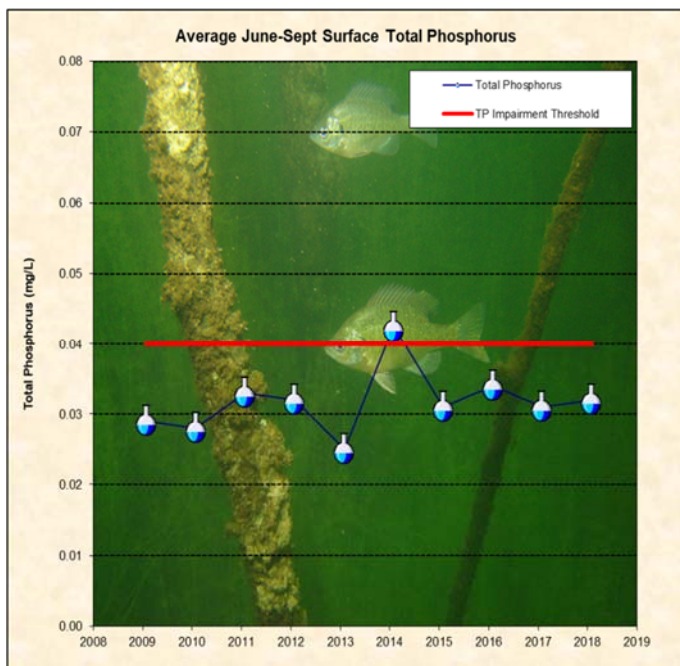 Average June-Sept Surface Total Phosphorus
Total Phosphorus
TP Impairment Threshold
Total Phosphorus (mg/L)
0.08
0.07
0.06
0.05
0.04
0.03
0.02
0.01
0.00
2008 2009 2010 2011 2012 2013 2014 2015 2016 2017 2018 2019